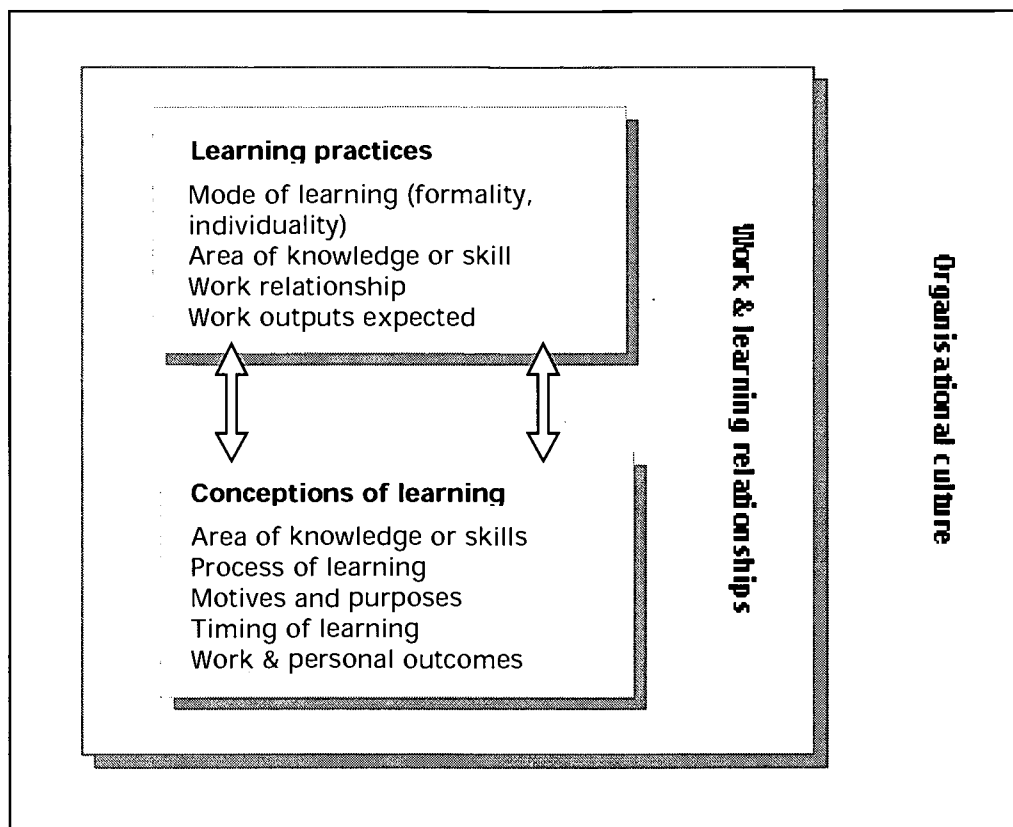 Learning practices
Mode of learning (formality,
individuality)
Area of knowledge or skill
Work relationship
Work outputs expected
Conceptions of learning
Area of knowledge or skills
Process of learning
Motives and purposes
Timing of learning
Work & personal outcomes
Work & learning relationships
Organisational culture